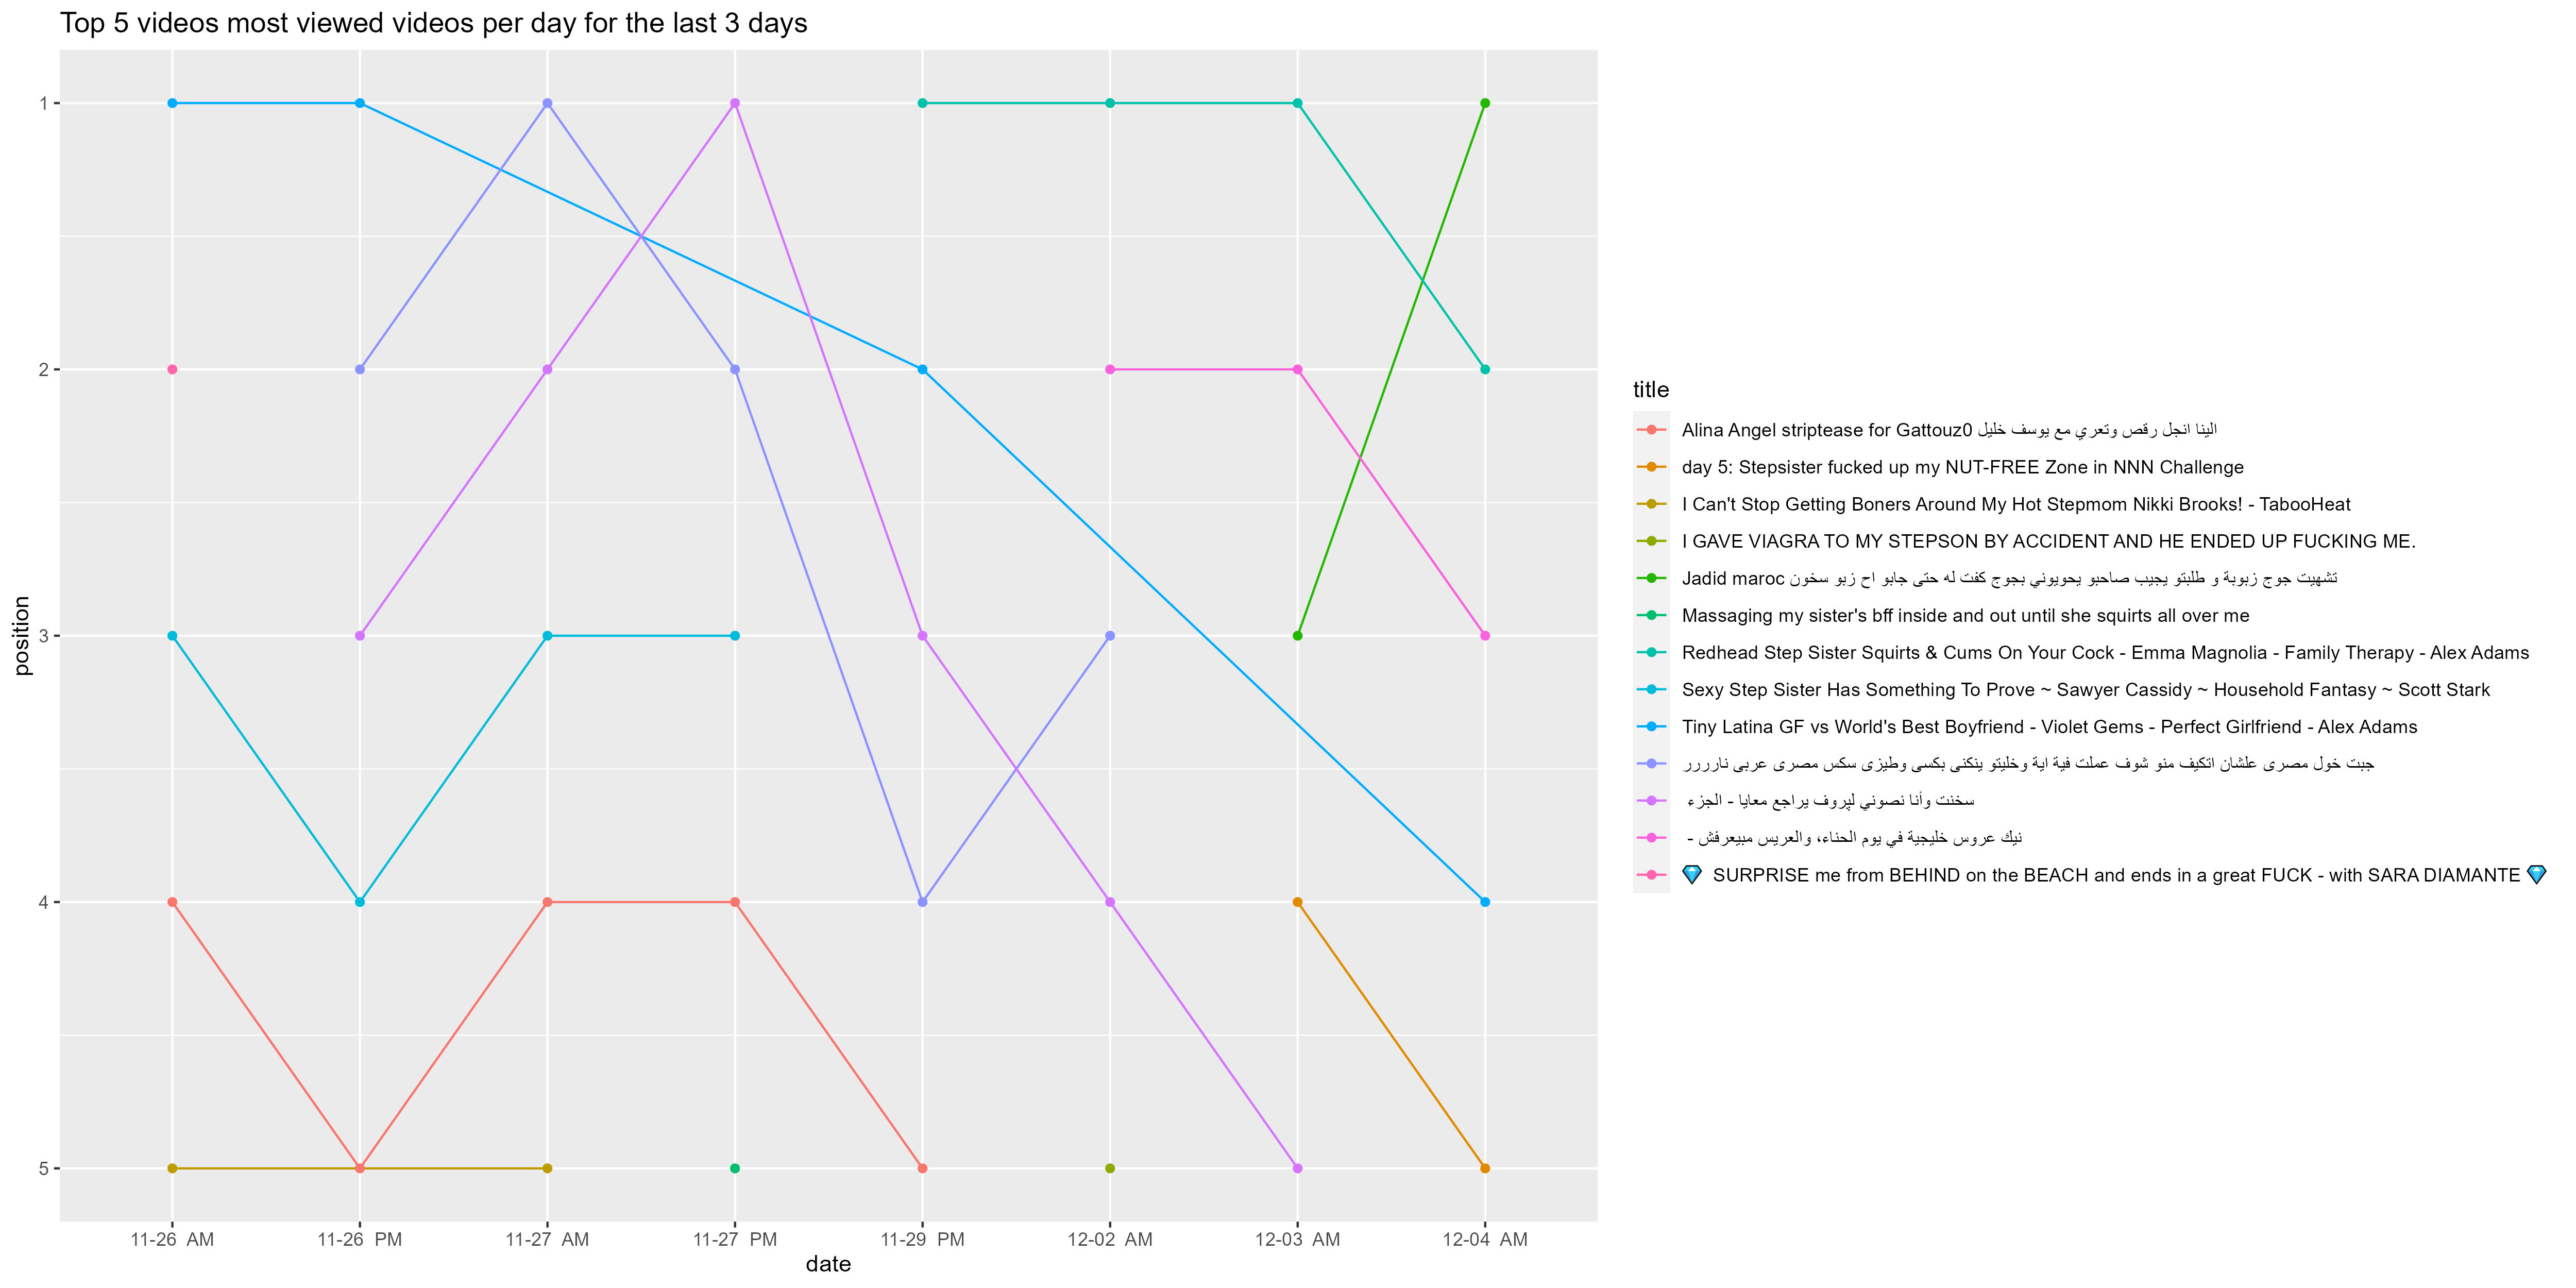 Top 5 videos most viewed videos per day for the last 3 days
position
1
2
3
4
5
11-26 AM
11-26 PM
11-27 AM
11-27 PM
11-29 PM
12-02 AM
12-03 AM
12-04 AM
date
title
Alina Angel striptease for Gattouz0 الينا انجل رقص وتعري مع يوسف خليل
day 5: Stepsister fucked up my NUT-FREE Zone in NNN Challenge
I Can't Stop Getting Boners Around My Hot Stepmom Nikki Brooks! - TabooHeat
I GAVE VIAGRA TO MY STEPSON BY ACCIDENT AND HE ENDED UP FUCKING ME.
Jadid maroc تشهيت جوج زبوبة و طلبتو يجيب صاحبو يحويوني بجوج كفت له حتى جابو اح زبو سخون
Massaging my sister's bff inside and out until she squirts all over me
Redhead Step Sister Squirts & Cums On Your Cock - Emma Magnolia - Family Therapy - Alex Adams
Sexy Step Sister Has Something To Prove ~ Sawyer Cassidy ~ Household Fantasy ~ Scott Stark
Tiny Latina GF vs World's Best Boyfriend - Violet Gems - Perfect Girlfriend - Alex Adams
جبت خول مصرى علشان اتكيف منو شوف عملت فية اية وخليتو ينكنى بكسى وطيزى سكس مصرى عربى نارررر
سخنت وأنا نصوني لپروف يراجع معايا - الجزء
نيك عروس خليجية في يوم الحناء، والعريس مبيعرفش -
💎 SURPRISE me from BEHIND on the BEACH and ends in a great FUCK - with SARA DIAMANTE 💎